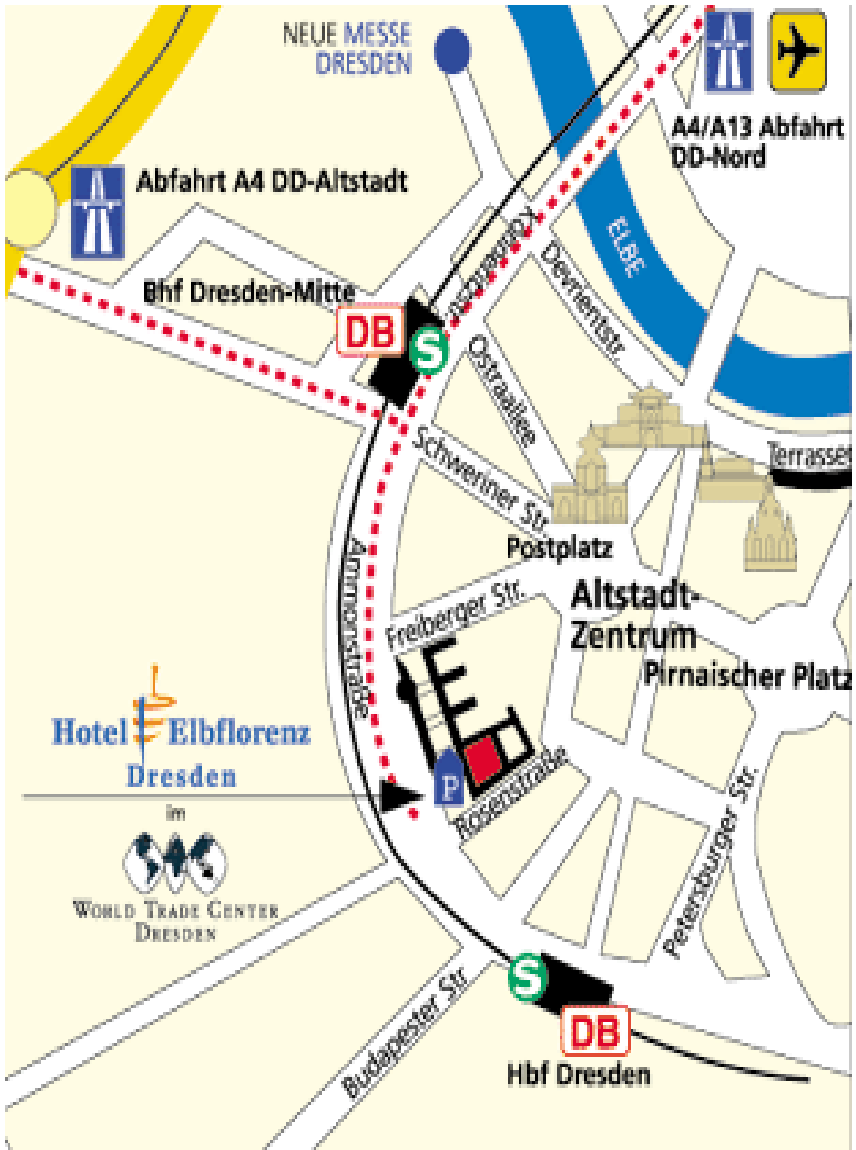 NEUE MESSE
DRESDEN
A4/A13 Abfahrt
DD-Nord
Abfahrt A4 DD-Altstadt
ELBE
Devrientstr.
Bhf Dresden-Mitte
DB
S
Ostraallee
Schweriner Str.
Terrassen
Postplatz
Ammonstraße
Freiberger Str.
Altstadt-
Zentrum
Pirnaischer Platz
Hotel Elbflorenz
Dresden
im
WORLD TRADE CENTER
DRESDEN
P
Rosenstraße
Petersburger Str.
S
DB
Budapester Str
Hbf Dresden